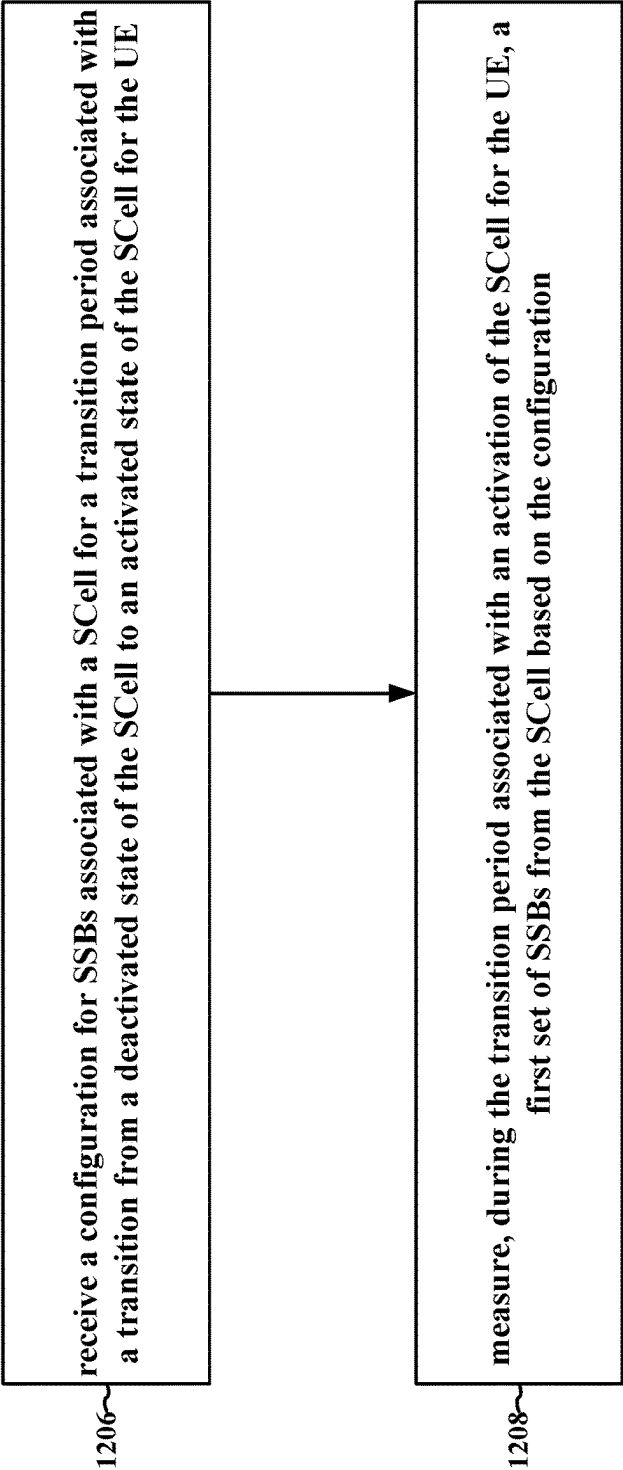 1206
receive a configuration for SSBs associated with a SCell for a transition period associated with
a transition from a deactivated state of the SCell to an activated state of the SCell for the UE
1208
measure, during the transition period associated with an activation of the SCell for the UE, a
first set of SSBs from the SCell based on the configuration